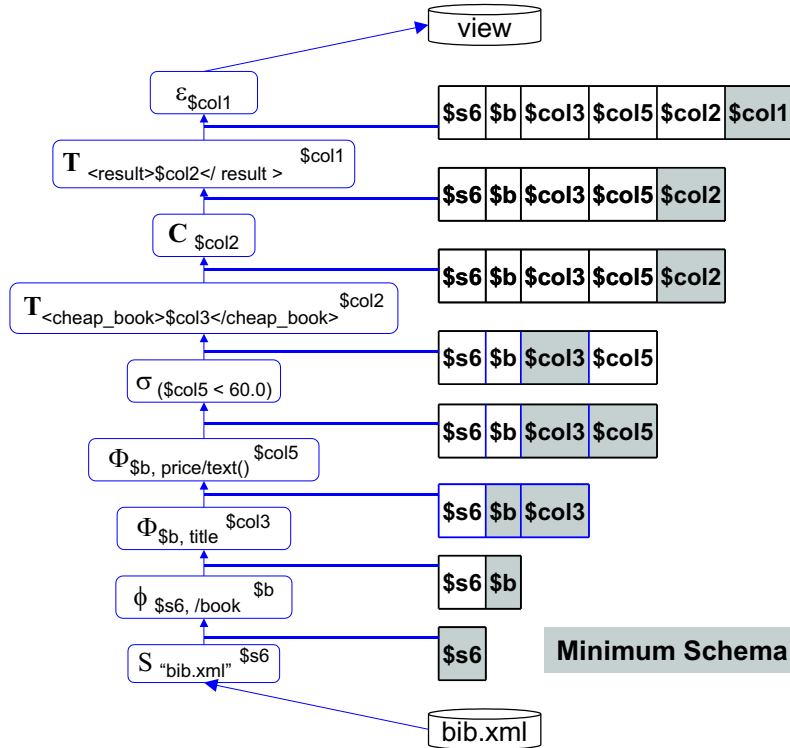 view
ε $col1
$s6 $b $col3 $col5 $col2 $col1
T <result>$col2</ result > $col1
$s6 $b $col3 $col5 $col2
C $col2
$s6 $b $col3 $col5 $col2
T <cheap_book>$col3</cheap_book> $col2
$s6 $b $col3 $col5
σ ($col5 < 60.0)
$s6 $b $col3 $col5
Φ $b, price/text() $col5
$s6 $b $col3
Φ $b, title $col3
$s6 $b
ϕ $s6, /book $b
$s6
Minimum Schema
S “bib.xml” $s6
bib.xml